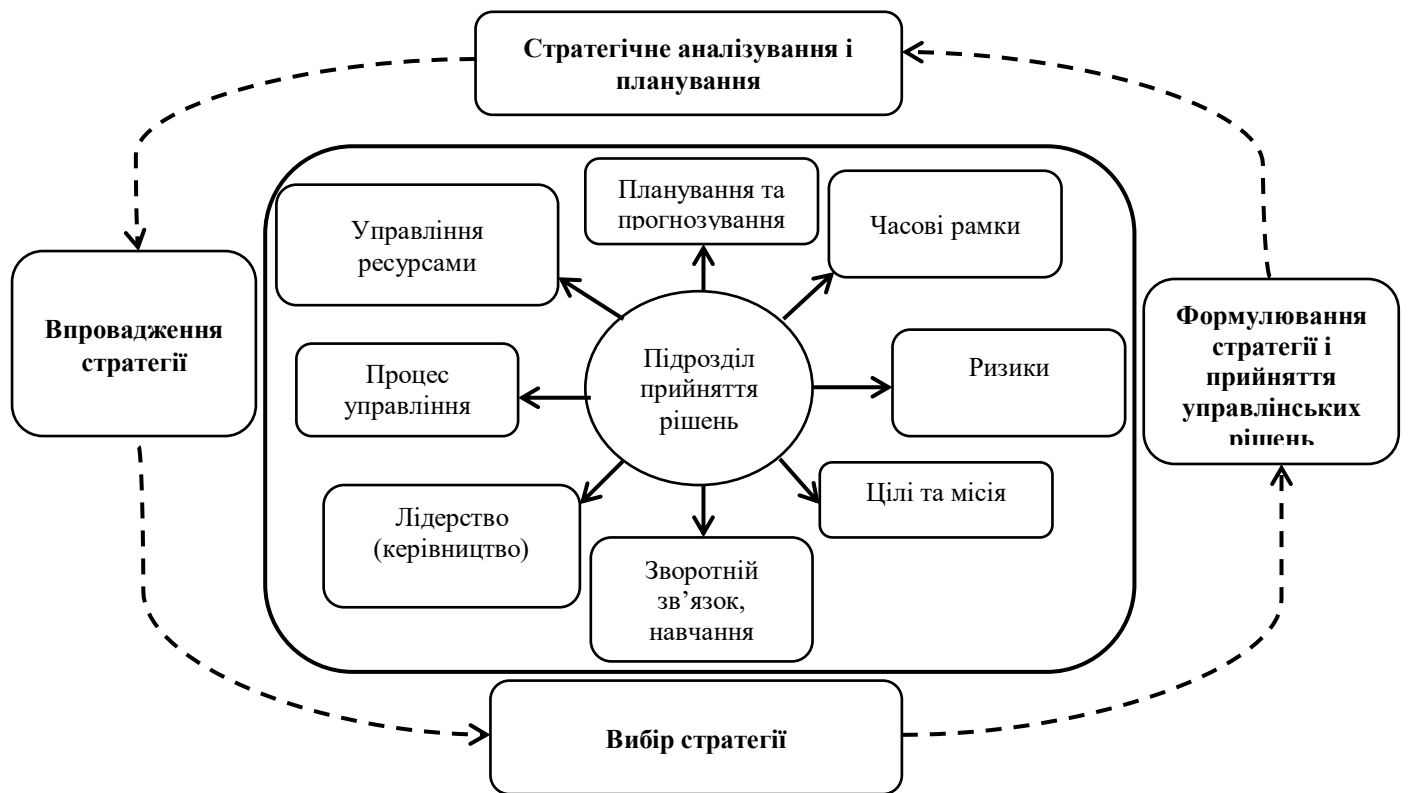 Стратегічне аналізування і
планування
Планування та
прогнозування
Управління
ресурсами
Часові рамки
Впровадження
стратегії
Формулювання
стратегії і
прийняття
управлінських
рішень
Підрозділ
прийняття
рішень
Ризики
Процес
управління
Цілі та місія
Лідерство
(керівництво)
Зворотній
зв’язок,
навчання
Вибір стратегії